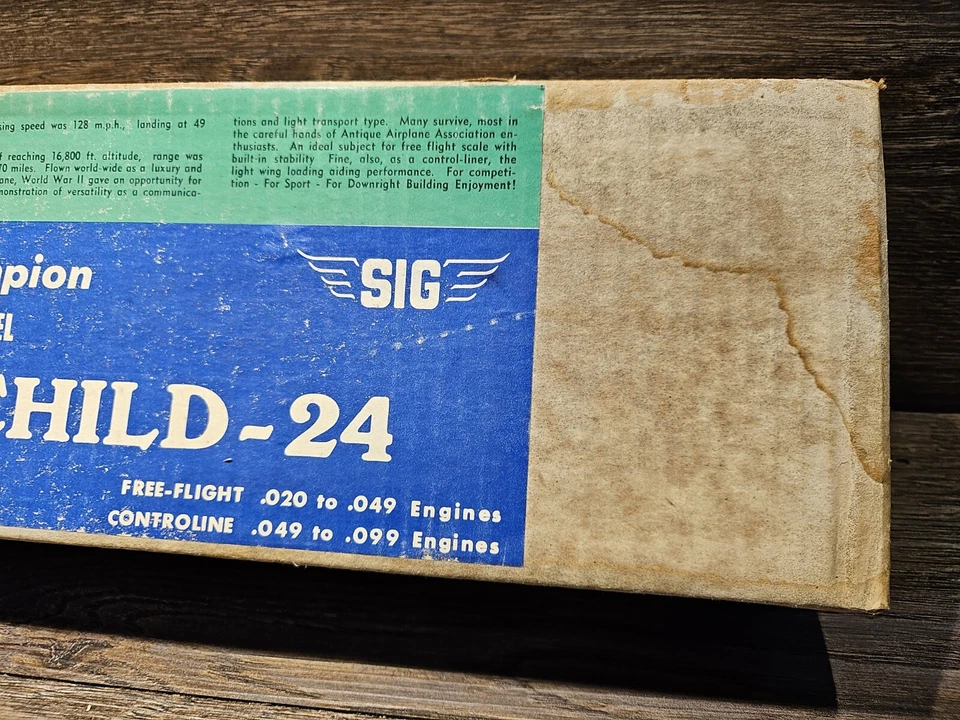 sing speed was 128 m.p.h., landing at 49
f reaching 16,800 ft. altitude, range was
70 miles. Flown world-wide as a luxury and
ane, World War II gave an opportunity for
monstration of versatility as a communica-
tions and light transport type. Many survive, most in
the careful hands of Antique Airplane Association en-
thusiasts. An ideal subject for free flight scale with
built-in stability Fine, also, as a control-liner, the
light wing loading aiding performance. For competi-
tion - For Sport - For Downright Building Enjoyment!
pion
SIG
EL
CHILD-24
FREE-FLIGHT .020 to .049 Engines
CONTROLINE .049 to .099 Engines